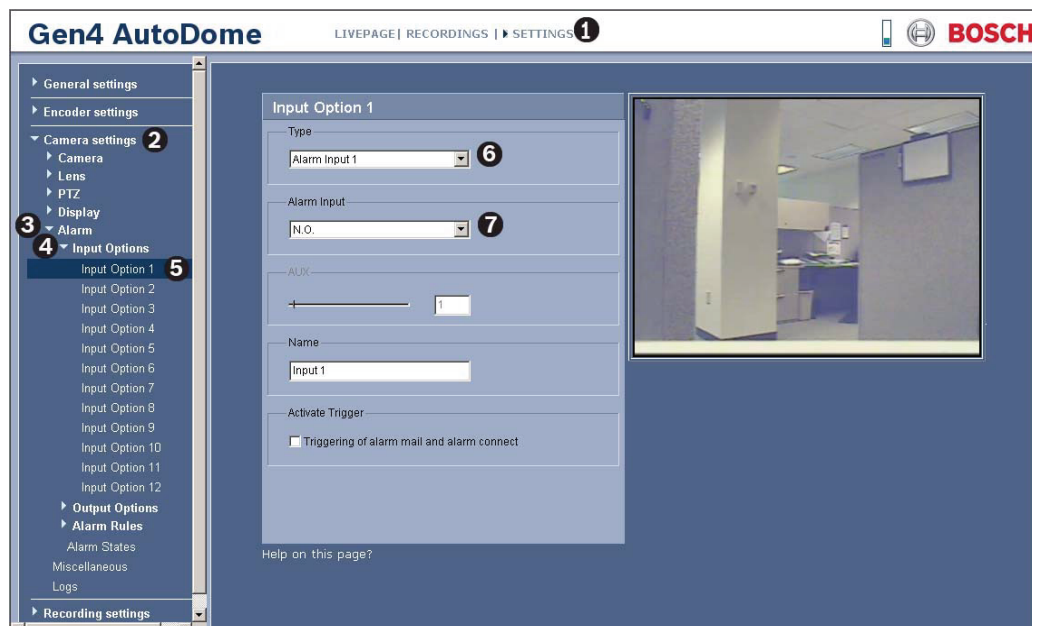 Gen4 AutoDome
LIVEPAGE| RECORDINGS | SETTINGS 1
BOSCH
General settings
Encoder settings
Camera settings 2
Camera
Lens
PTZ
Display
3 Alarm
4 Input Options
Input Option 1 5
Input Option 2
Input Option 3
Input Option 4
Input Option 5
Input Option 6
Input Option 7
Input Option 8
Input Option 9
Input Option 10
Input Option 11
Input Option 12
Output Options
Alarm Rules
Alarm States
Miscellaneous
Logs
Recording settings
Input Option 1
Type
Alarm Input 1 6
Alarm Input
N.O. 7
AUX
1
Name
Input 1
Activate Trigger
Triggering of alarm mail and alarm connect
Help on this page?